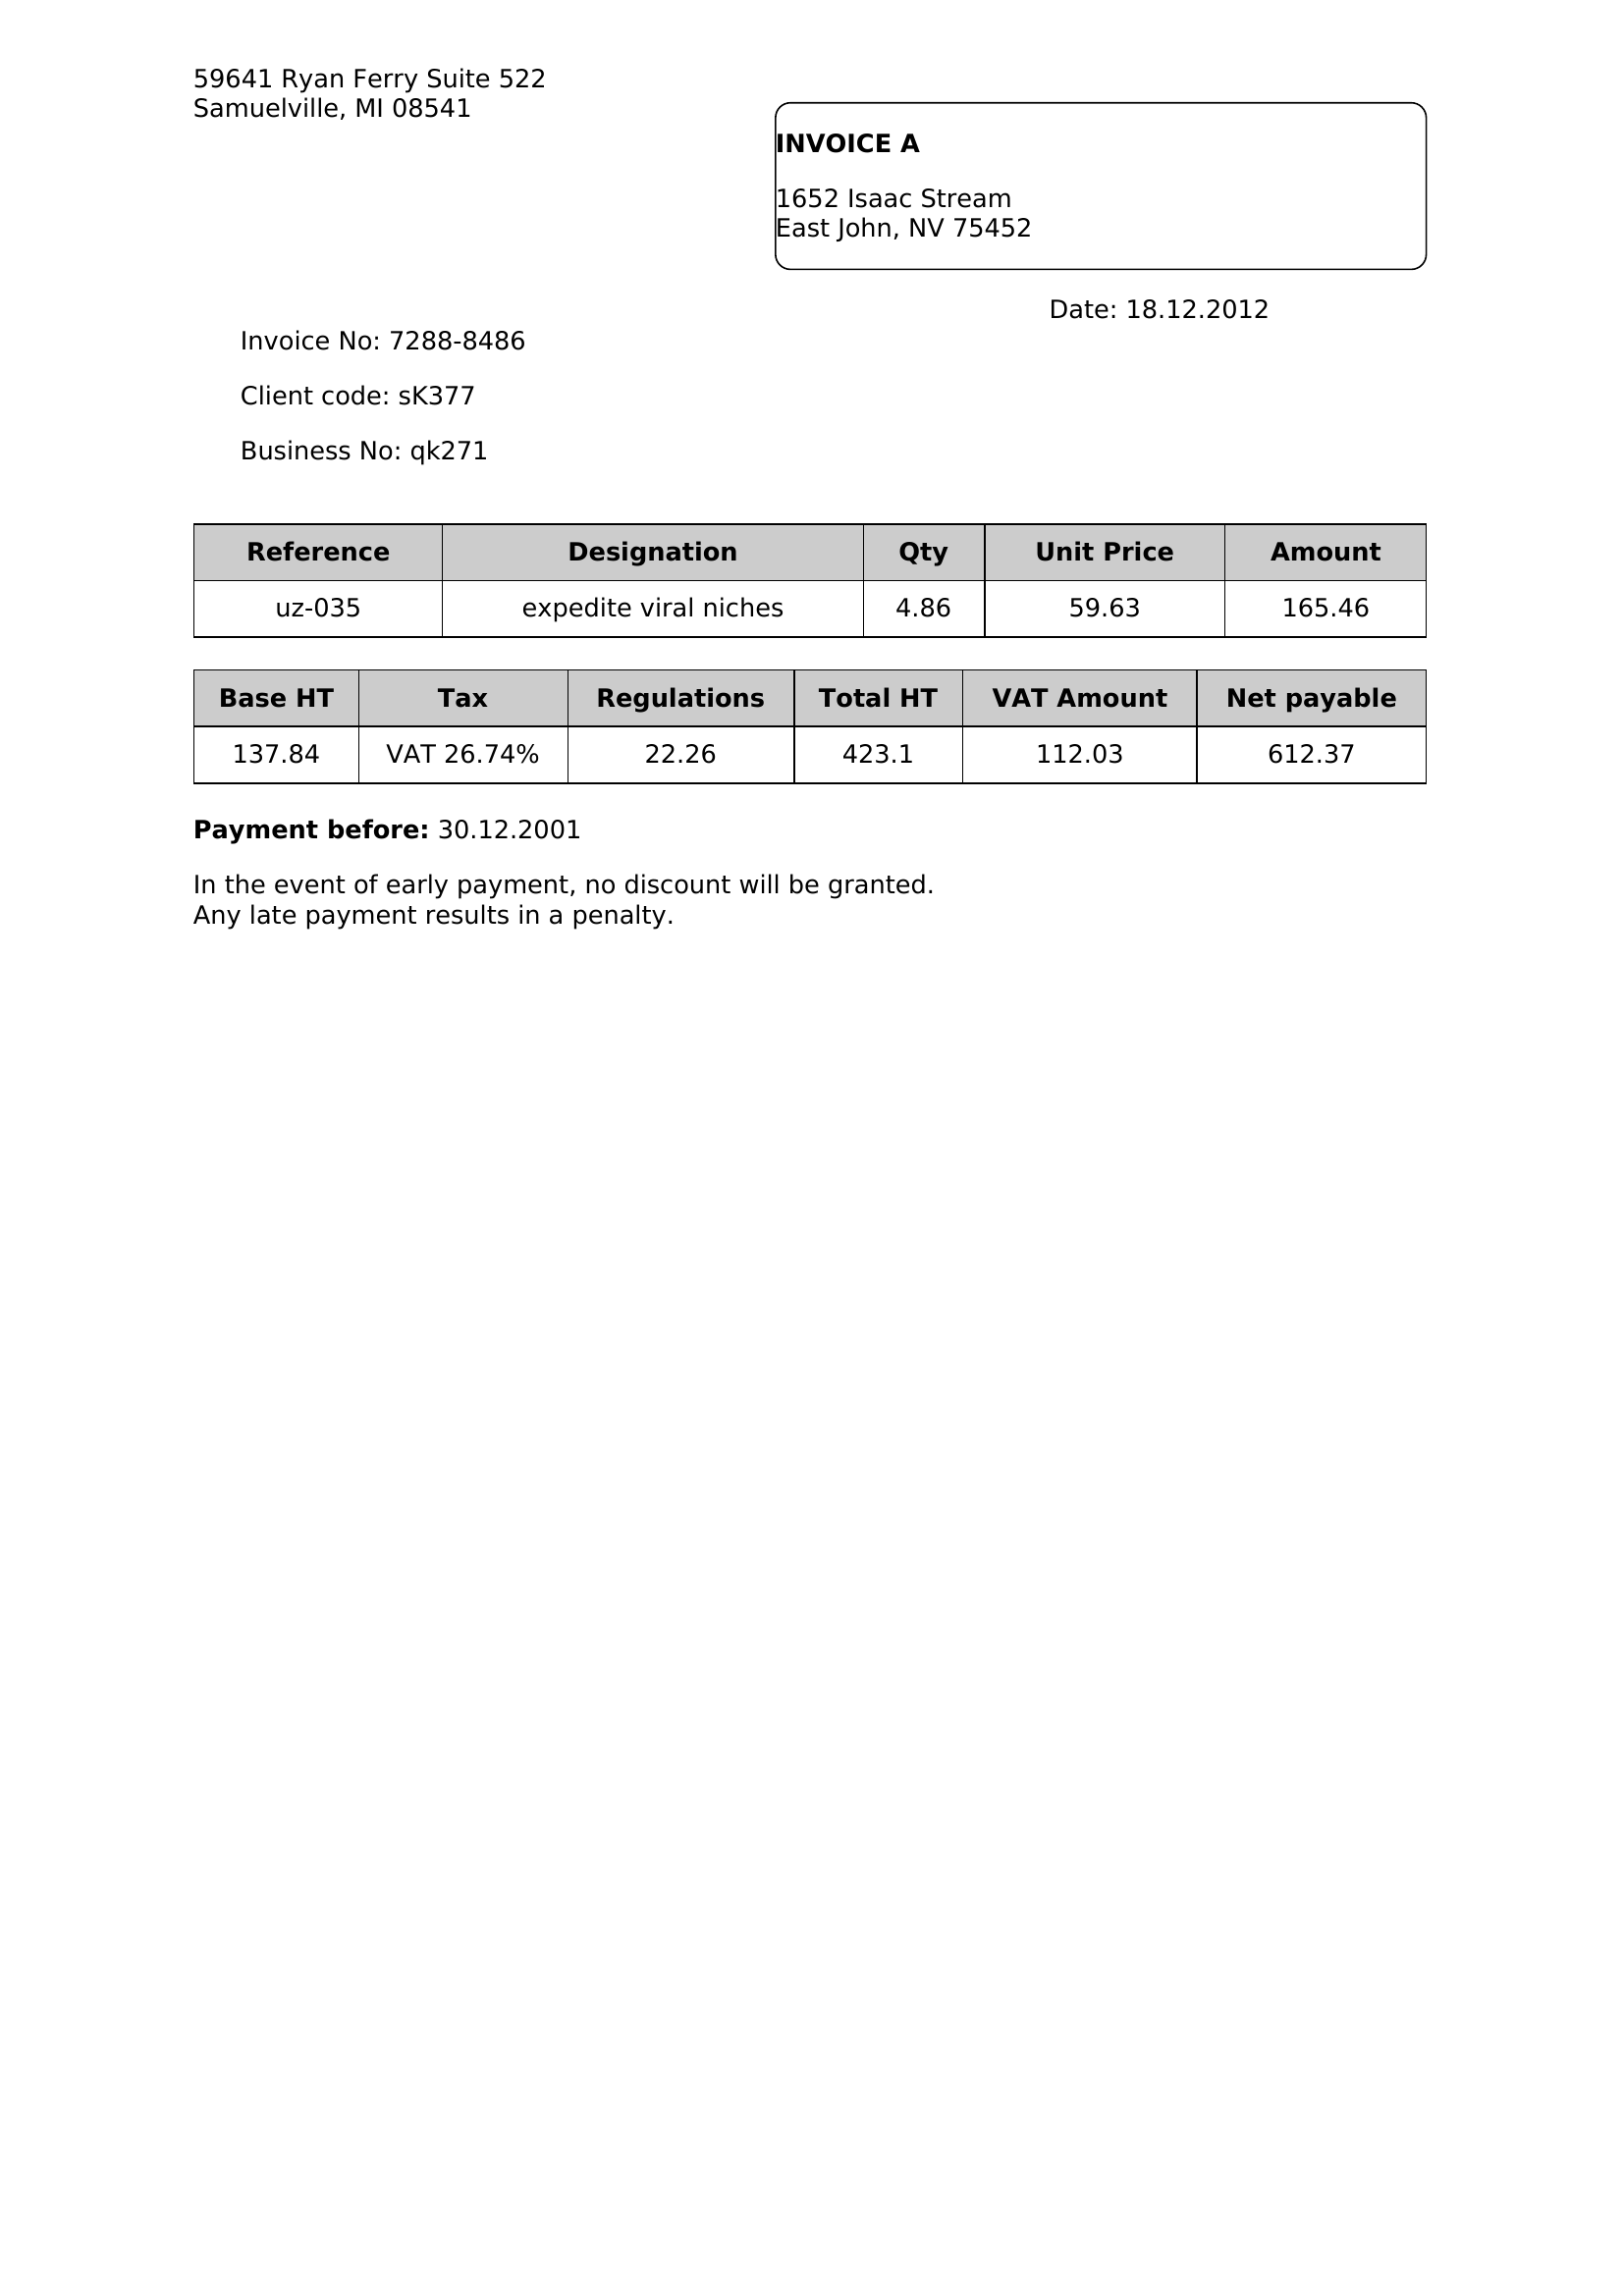 59641 Ryan Ferry Suite 522
Samuelville, MI 08541
INVOICE A
1652 Isaac Stream
East John, NV 75452
Date: 18.12.2012
Invoice No: 7288-8486
Client code: sK377
Business No: qk271
Reference Designation Qty Unit Price Amount
uz-035 expedite viral niches 4.86 59.63 165.46
Base HT Tax Regulations Total HT VAT Amount Net payable
137.84 VAT 26.74% 22.26 423.1 112.03 612.37
Payment before: 30.12.2001
In the event of early payment, no discount will be granted.
Any late payment results in a penalty.